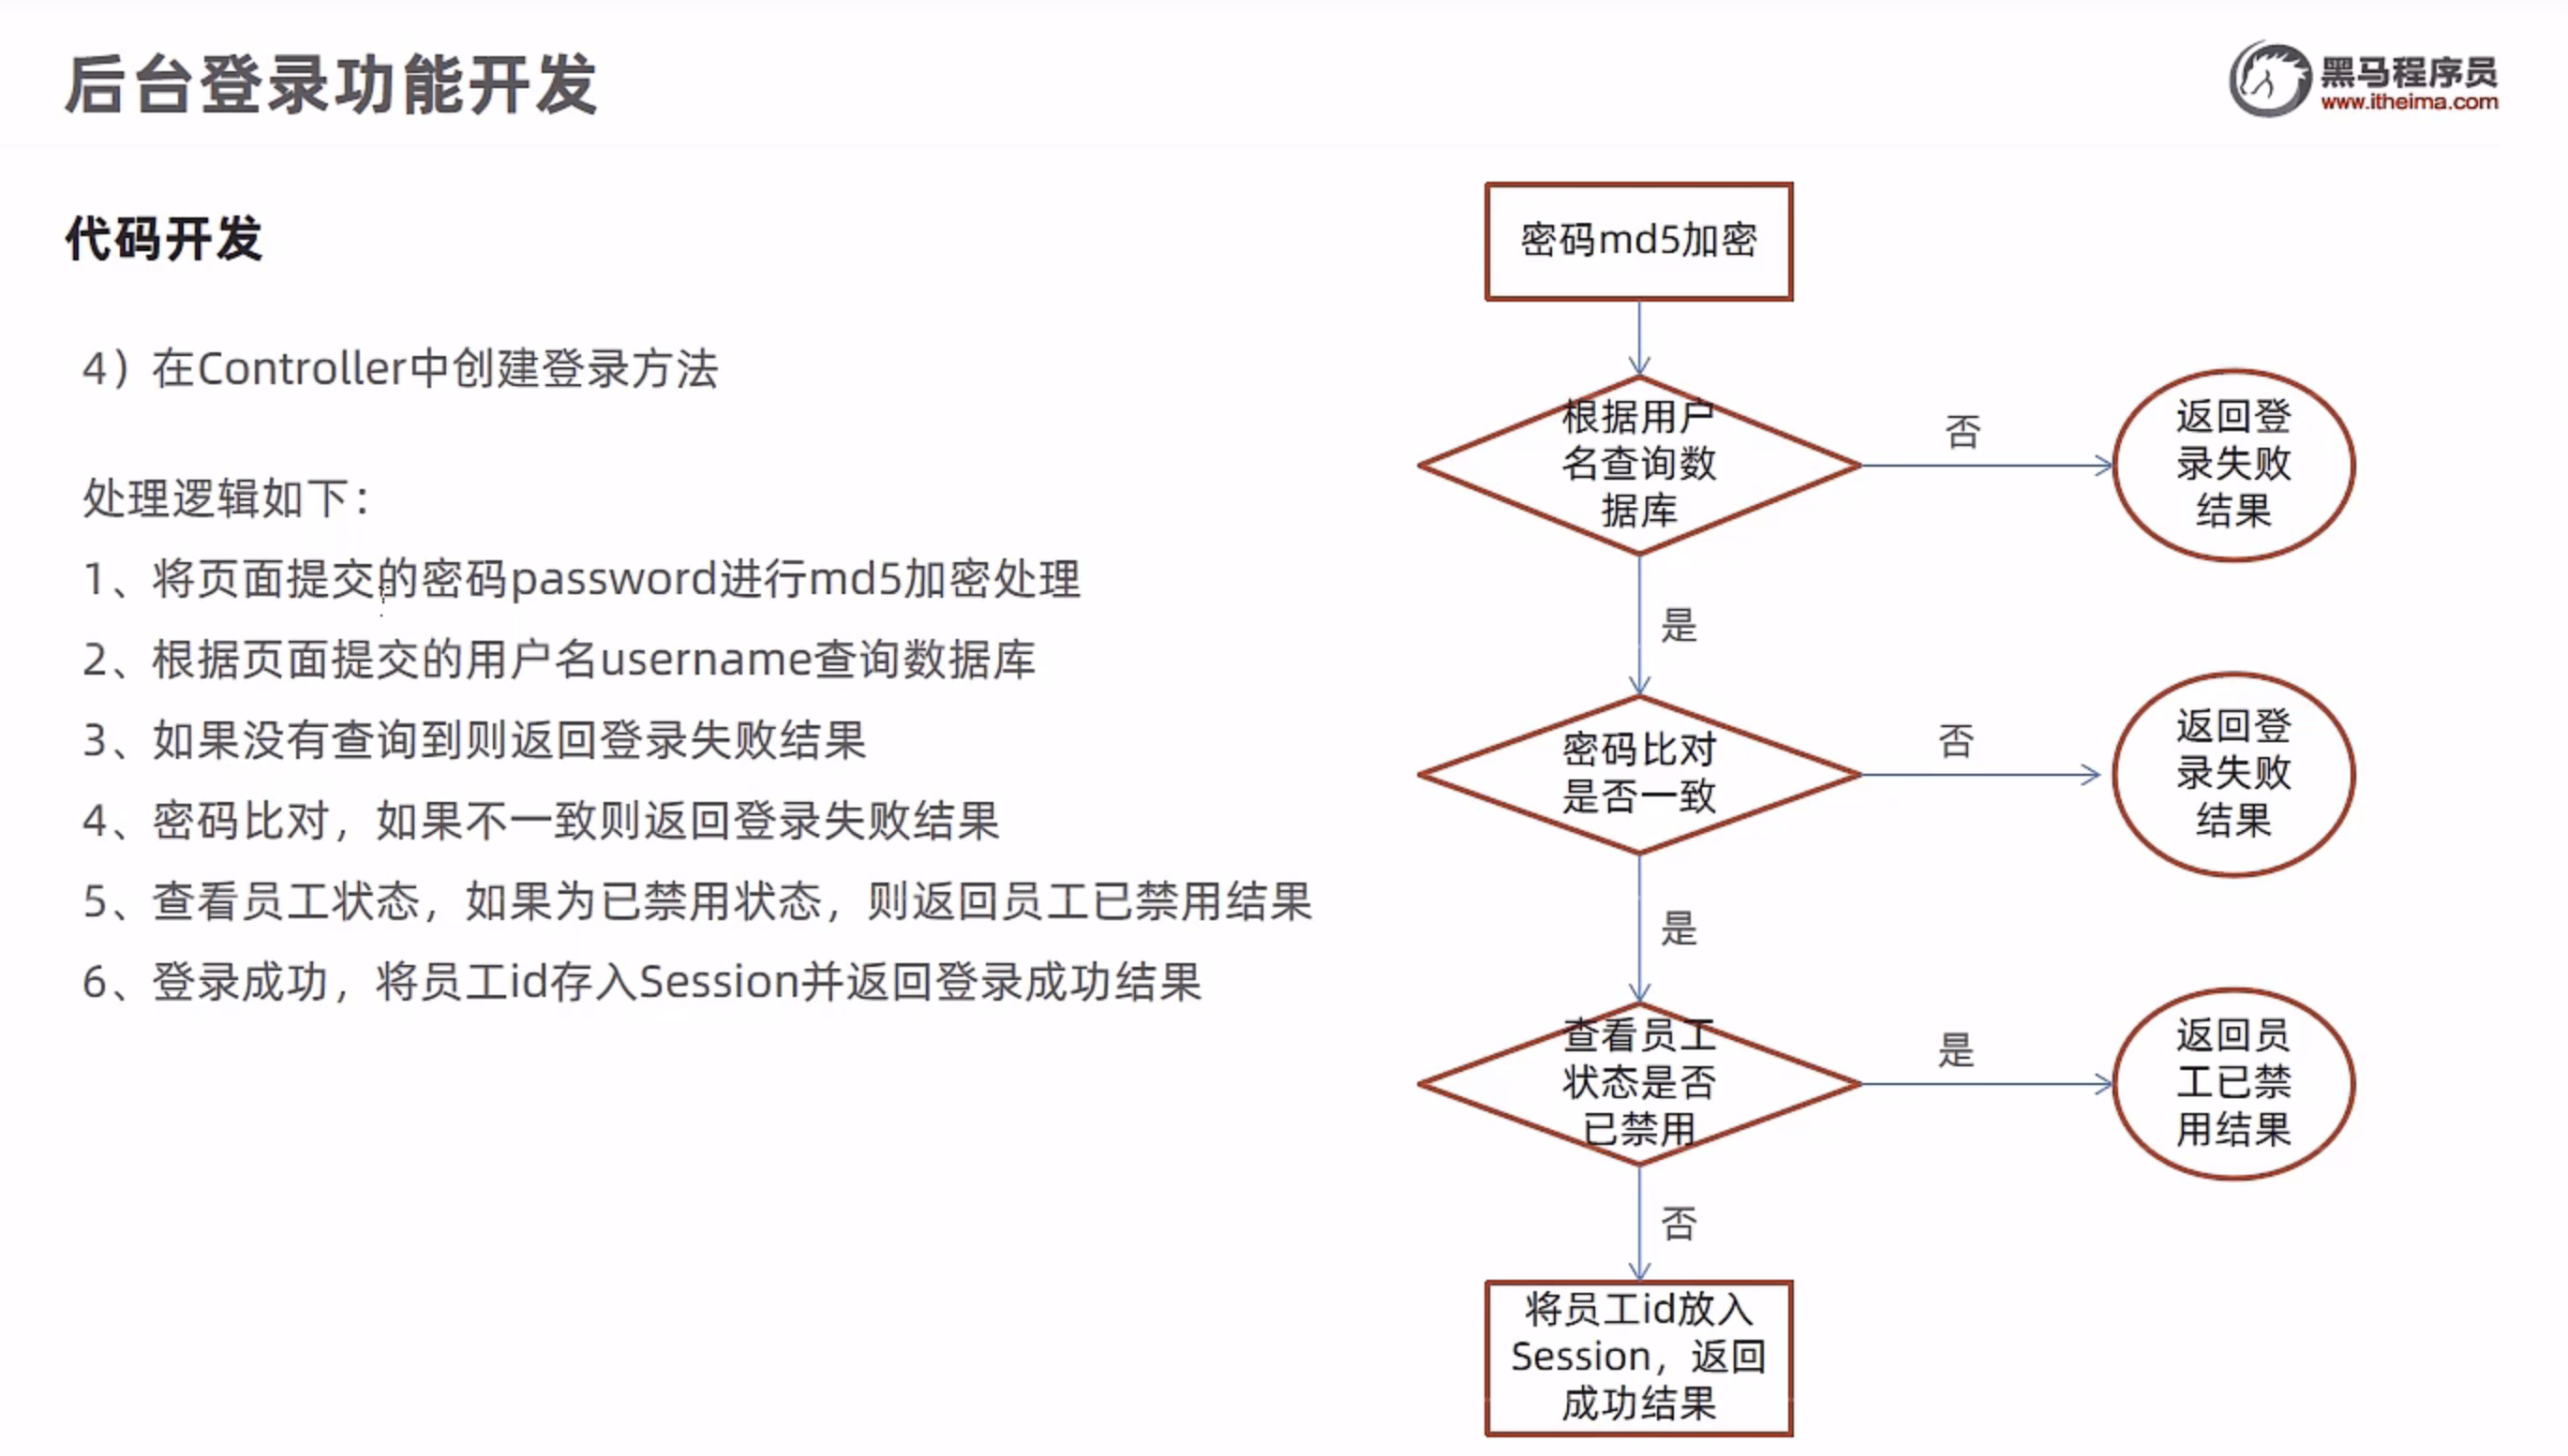 后台登录功能开发
黑马程序员
www.itheima.com
代码开发
4）在Controller中创建登录方法
处理逻辑如下：
1、将页面提交的密码password进行md5加密处理
2、根据页面提交的用户名username查询数据库
3、如果没有查询到则返回登录失败结果
4、密码比对，如果不一致则返回登录失败结果
5、查看员工状态，如果为已禁用状态，则返回员工已禁用结果
6、登录成功，将员工id存入Session并返回登录成功结果
密码md5加密
根据用户
名查询数
据库
否
返回登
录失败
结果
是
密码比对
是否一致
否
返回登
录失败
结果
是
查看员工
状态是否
已禁用
是
返回员
工已禁
用结果
否
将员工id放入
Session，返回
成功结果